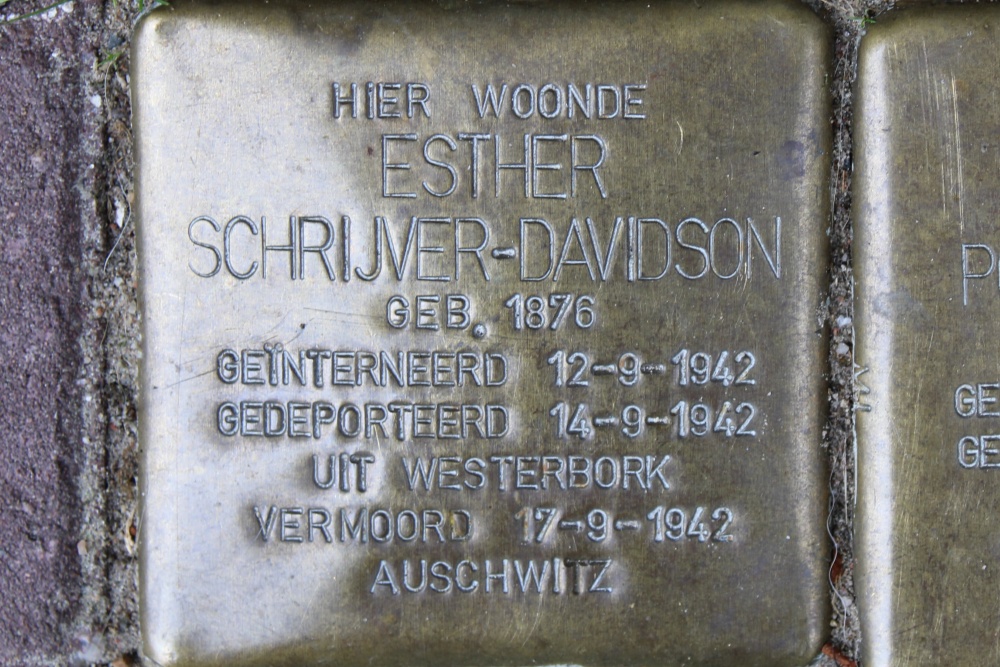 HIER WOONDE
ESTHER
SCHRIJVER-DAVIDSON
GEB. 1876
GEÏNTERNEERD 12-9-1942
GEDEPORTEERD 14-9-1942
UIT WESTERBORK
VERMOORD 17-9-1942
AUSCHWITZ